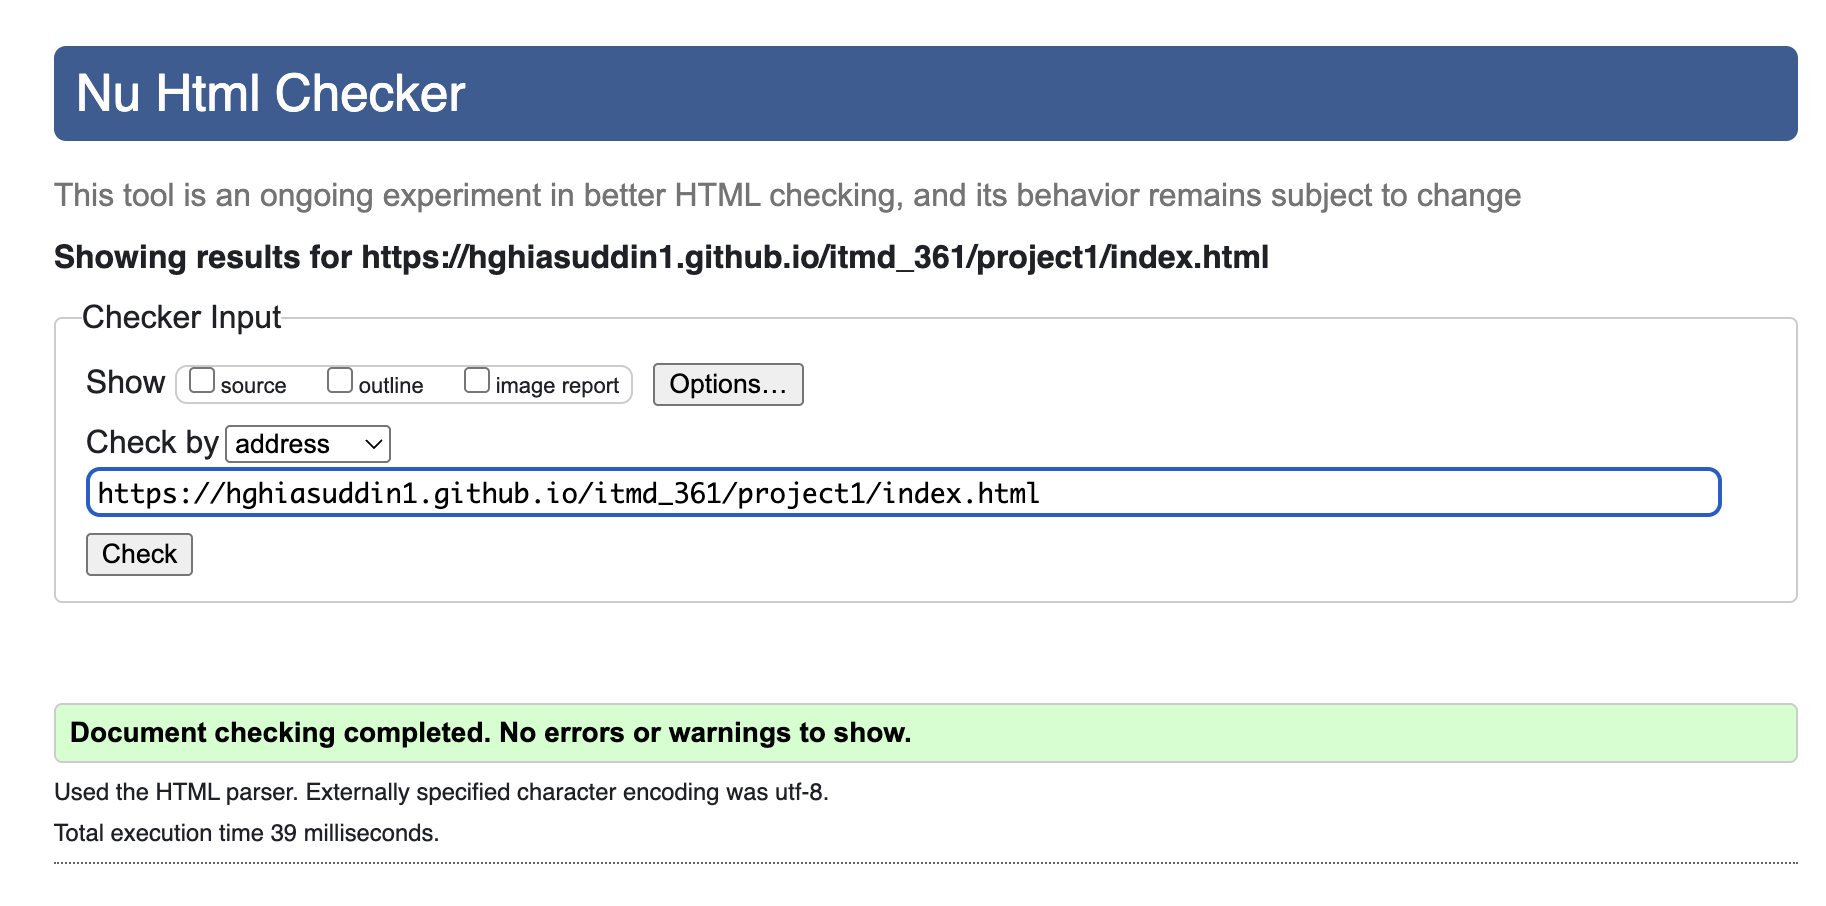 Nu Html Checker
This tool is an ongoing experiment in better HTML checking, and its behavior remains subject to change
Showing results for https://hghiasuddin1.github.io/itmd_361/project1/index.html
Checker Input
Show source outline image report Options...
Check by address
https://hghiasuddin1.github.io/itmd_361/project1/index.html
Check
Document checking completed. No errors or warnings to show.
Used the HTML parser. Externally specified character encoding was utf-8.
Total execution time 39 milliseconds.